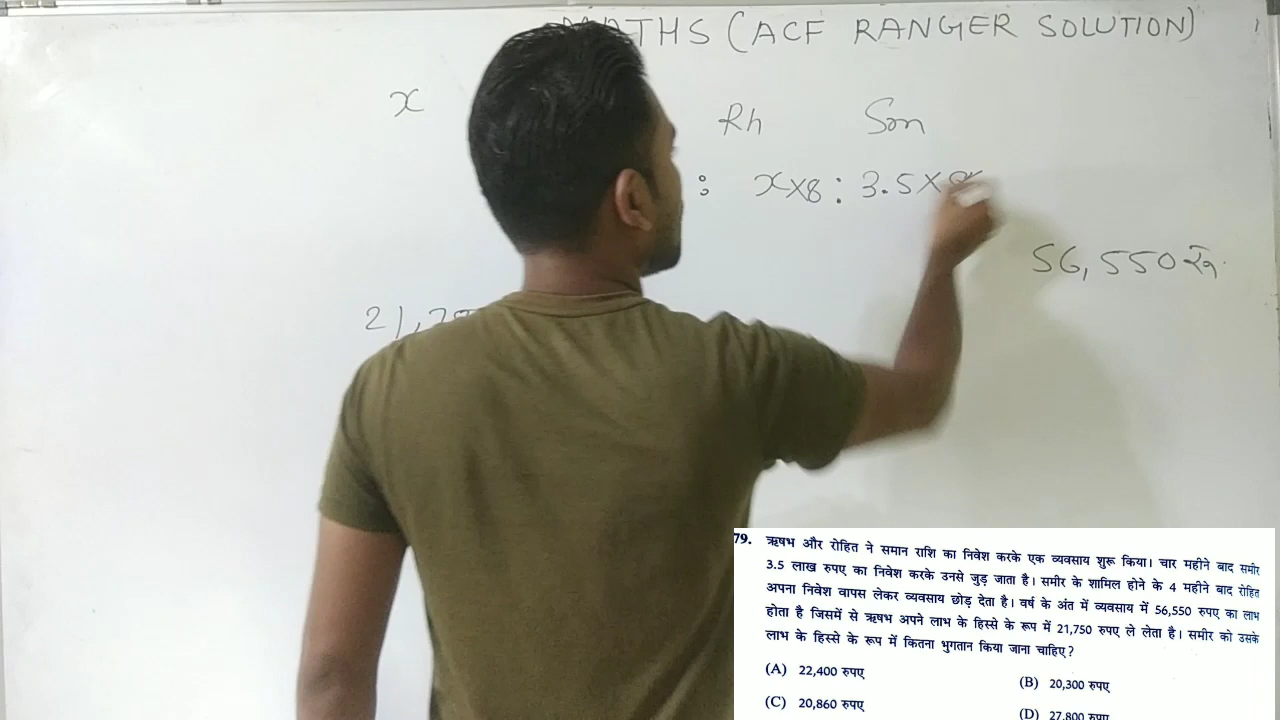 MATHS (ACF RANGER SOLUTION)
x
Rh Som
: x×8 : 3.5×8
56,550 रु.
21,75
79. ऋषभ और रोहित ने समान राशि का निवेश करके एक व्यवसाय शुरू किया। चार महीने बाद समीर
3.5 लाख रुपए का निवेश करके उनसे जुड़ जाता है। समीर के शामिल होने के 4 महीने बाद रोहित
अपना निवेश वापस लेकर व्यवसाय छोड़ देता है। वर्ष के अंत में व्यवसाय में 56,550 रुपए का लाभ
होता है जिसमें से ऋषभ अपने लाभ के हिस्से के रूप में 21,750 रुपए ले लेता है। समीर को उसके
लाभ के हिस्से के रूप में कितना भुगतान किया जाना चाहिए ?
(A) 22,400 रुपए
(B) 20,300 रुपए
(C) 20,860 रुपए
(D) 27,800 रुपए